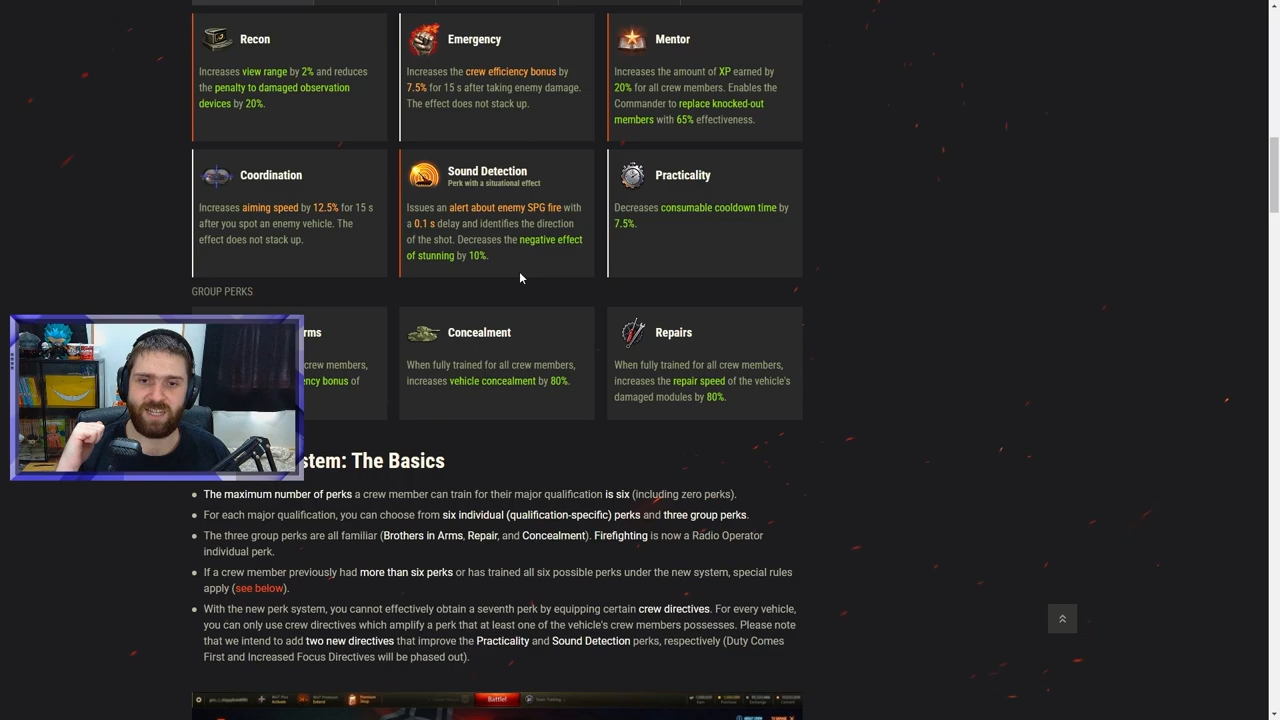 Recon
Increases view range by 2% and reduces
the penalty to damaged observation
devices by 20%.
Emergency
Increases the crew efficiency bonus by
7.5% for 15 s after taking enemy damage.
The effect does not stack up.
Mentor
Increases the amount of XP earned by
20% for all crew members. Enables the
Commander to replace knocked-out
members with 65% effectiveness.
Coordination
Increases aiming speed by 12.5% for 15 s
after you spot an enemy vehicle. The
effect does not stack up.
Sound Detection
Perk with a situational effect
Issues an alert about enemy SPG fire with
a 0.1 s delay and identifies the direction
of the shot. Decreases the negative effect
of stunning by 10%.
Practicality
Decreases consumable cooldown time by
7.5%.
GROUP PERKS
rms
crew members,
ency bonus of
Concealment
When fully trained for all crew members,
increases vehicle concealment by 80%.
Repairs
When fully trained for all crew members,
increases the repair speed of the vehicle's
damaged modules by 80%.
stem: The Basics
The maximum number of perks a crew member can train for their major qualification is six (including zero perks).
For each major qualification, you can choose from six individual (qualification-specific) perks and three group perks.
The three group perks are all familiar (Brothers in Arms, Repair, and Concealment). Firefighting is now a Radio Operator
individual perk.
If a crew member previously had more than six perks or has trained all six possible perks under the new system, special rules
apply (see below).
With the new perk system, you cannot effectively obtain a seventh perk by equipping certain crew directives. For every vehicle,
you can only use crew directives which amplify a perk that at least one of the vehicle's crew members possesses. Please note
that we intend to add two new directives that improve the Practicality and Sound Detection perks, respectively (Duty Comes
First and Increased Focus Directives will be phased out).
Battle!